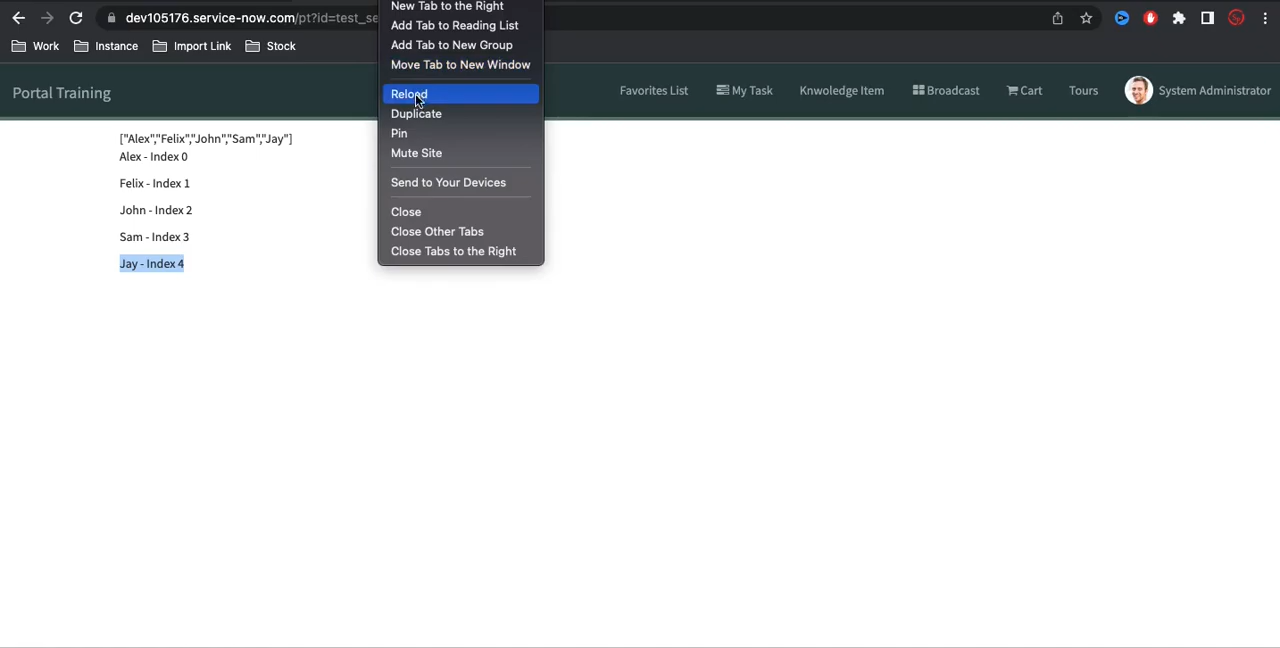 New Tab to the Right
dev105176.service-now.com/pt?id=test_se
Add Tab to Reading List
Work
Instance
Import Link
Stock
Add Tab to New Group
Move Tab to New Window
Portal Training
Reload
Favorites List
My Task
Knwoledge Item
Broadcast
Cart
Tours
System Administrator
Duplicate
Pin
Mute Site
Send to Your Devices
Close
Close Other Tabs
Close Tabs to the Right
["Alex","Felix","John","Sam","Jay"]
Alex - Index 0
Felix - Index 1
John - Index 2
Sam - Index 3
Jay - Index 4